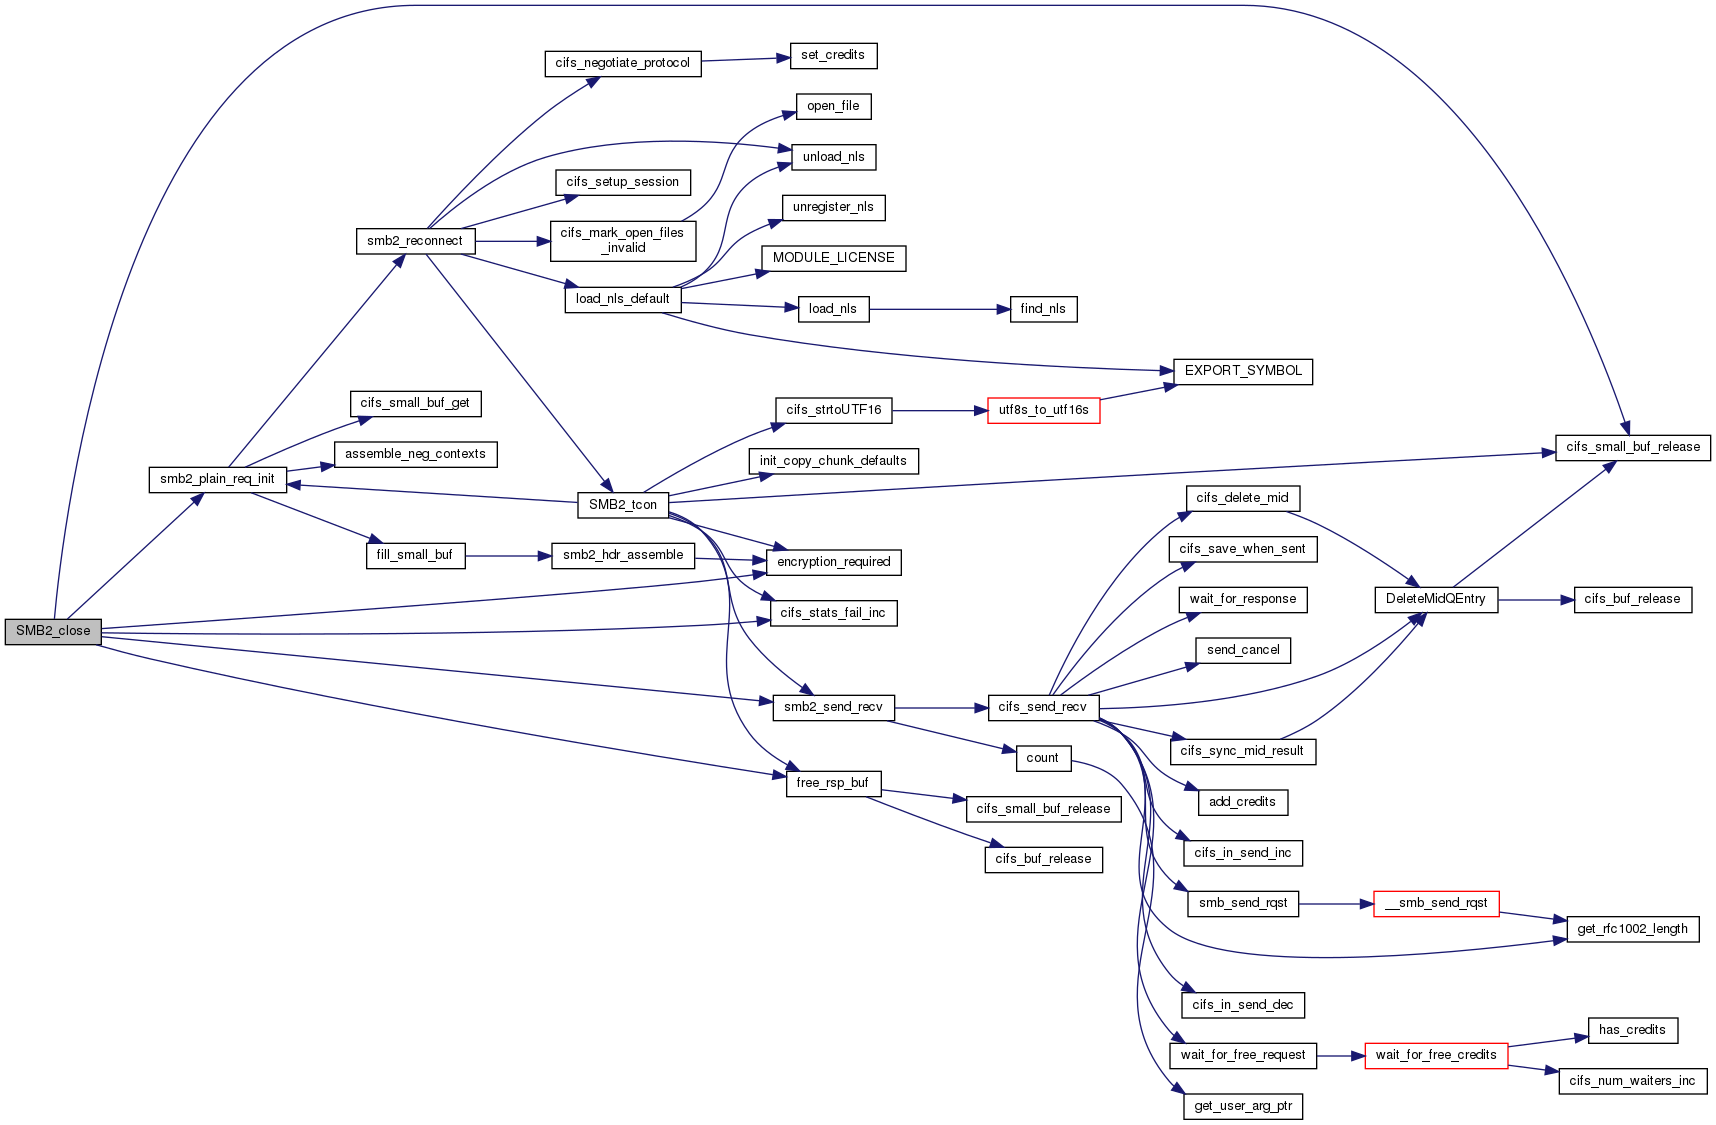 set_credits
cifs_negotiate_protocol
open_file
unload_nls
cifs_setup_session
unregister_nls
cifs_mark_open_files
_invalid
smb2_reconnect
MODULE_LICENSE
load_nls_default
load_nls
find_nls
EXPORT_SYMBOL
cifs_small_buf_get
cifs_strtoUTF16
utf8s_to_utf16s
assemble_neg_contexts
init_copy_chunk_defaults
cifs_small_buf_release
smb2_plain_req_init
SMB2_tcon
cifs_delete_mid
fill_small_buf
smb2_hdr_assemble
encryption_required
cifs_save_when_sent
cifs_stats_fail_inc
wait_for_response
DeleteMidQEntry
cifs_buf_release
SMB2_close
send_cancel
smb2_send_recv
cifs_send_recv
cifs_sync_mid_result
count
free_rsp_buf
add_credits
cifs_small_buf_release
cifs_buf_release
cifs_in_send_inc
smb_send_rqst
__smb_send_rqst
get_rfc1002_length
cifs_in_send_dec
has_credits
wait_for_free_request
wait_for_free_credits
cifs_num_waiters_inc
get_user_arg_ptr